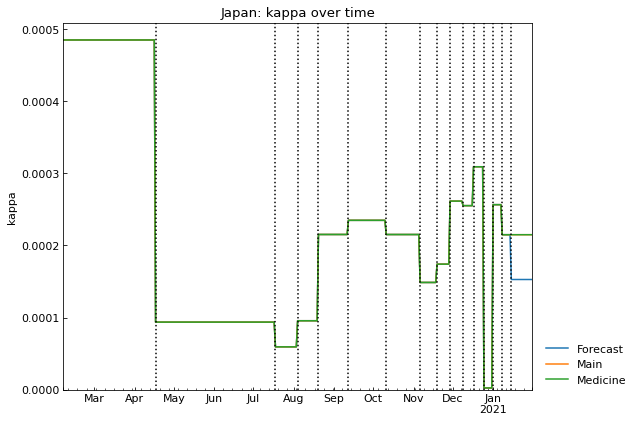 Japan: kappa over time
0.0005
0.0004
0.0003
0.0002
0.0001
0.0000
kappa
Mar Apr May Jun Jul Aug Sep Oct Nov Dec Jan
2021
Forecast
Main
Medicine